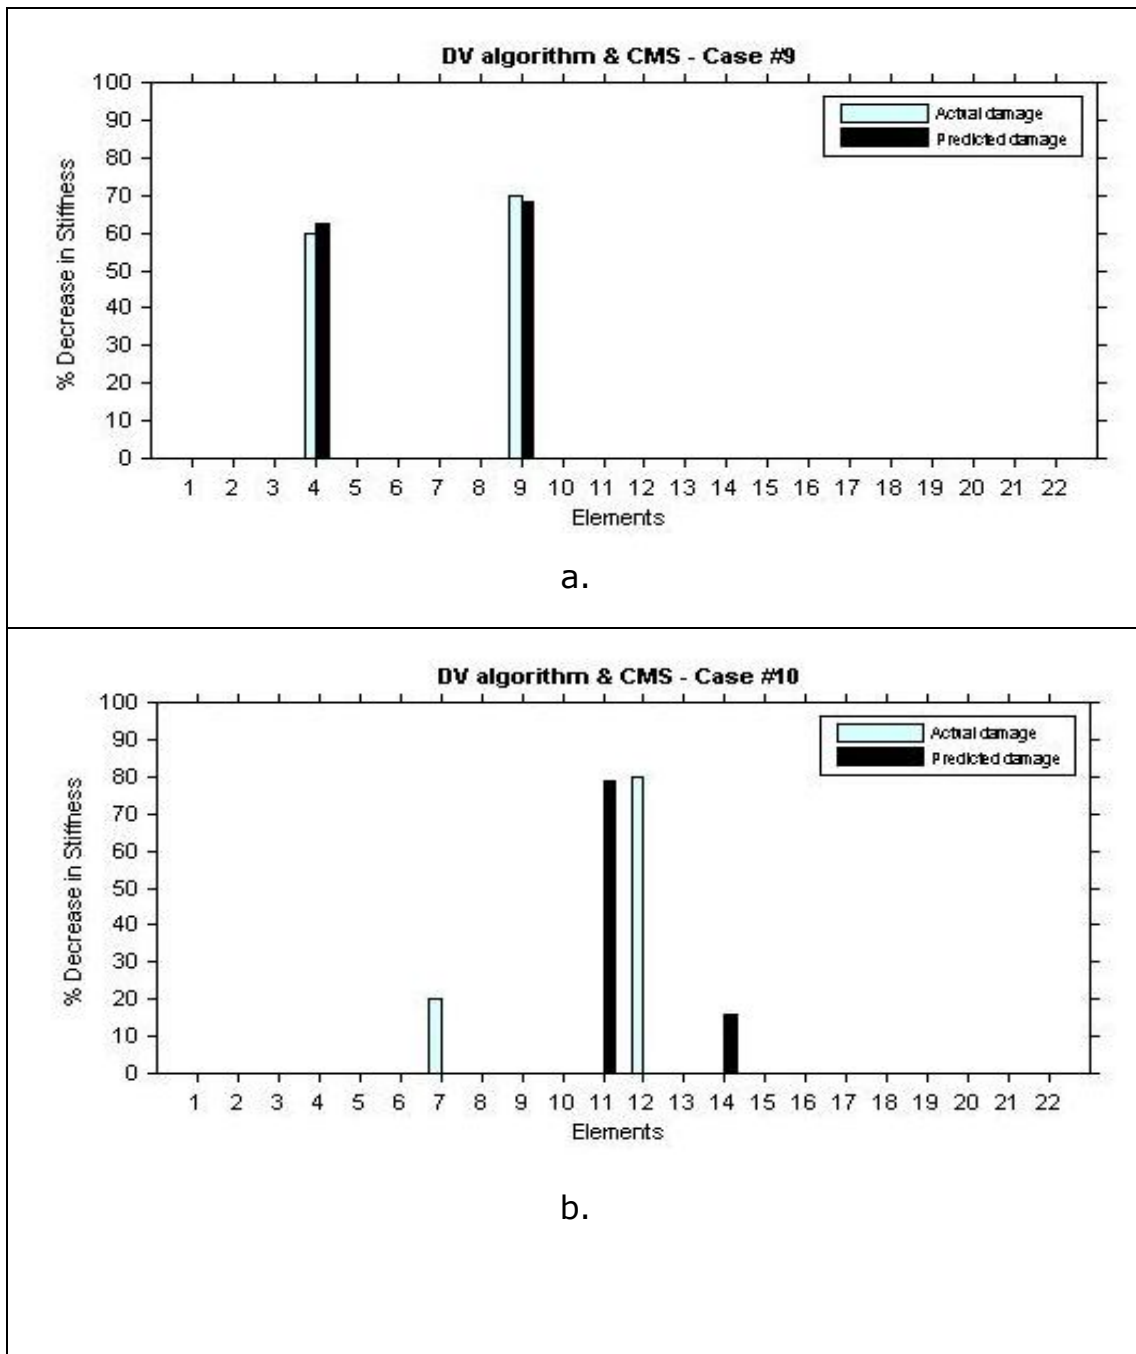 DV algorithm & CMS - Case #9
Actual damage
Predicted damage
% Decrease in Stiffness
100
90
80
70
60
50
40
30
20
10
0
1 2 3 4 5 6 7 8 9 10 11 12 13 14 15 16 17 18 19 20 21 22
Elements
a.
DV algorithm & CMS - Case #10
Actual damage
Predicted damage
% Decrease in Stiffness
100
90
80
70
60
50
40
30
20
10
0
1 2 3 4 5 6 7 8 9 10 11 12 13 14 15 16 17 18 19 20 21 22
Elements
b.